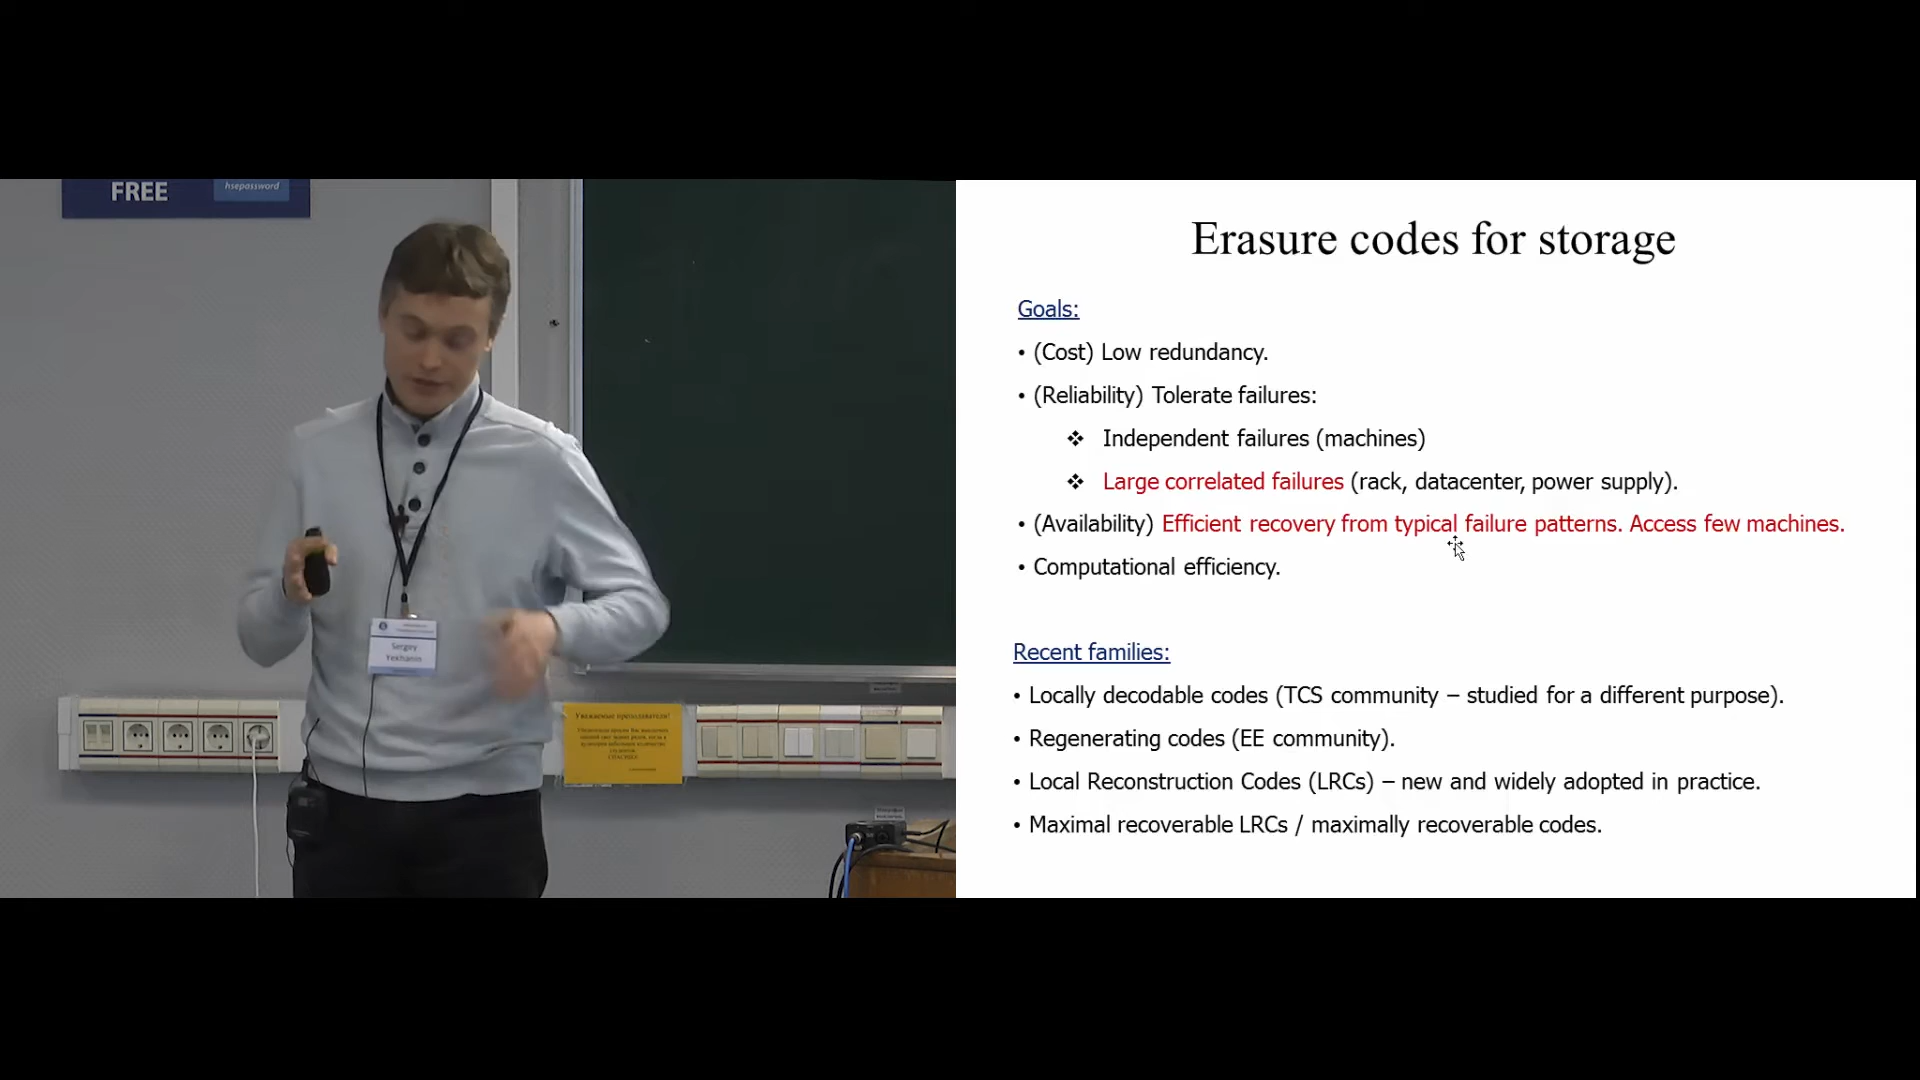 FREE
hsepassword
Sergey
Yekhanin
Уважаемые преподаватели!
Erasure codes for storage
Goals:
• (Cost) Low redundancy.
• (Reliability) Tolerate failures:
❖ Independent failures (machines)
❖ Large correlated failures (rack, datacenter, power supply).
• (Availability) Efficient recovery from typical failure patterns. Access few machines.
• Computational efficiency.
Recent families:
• Locally decodable codes (TCS community – studied for a different purpose).
• Regenerating codes (EE community).
• Local Reconstruction Codes (LRCs) – new and widely adopted in practice.
• Maximal recoverable LRCs / maximally recoverable codes.